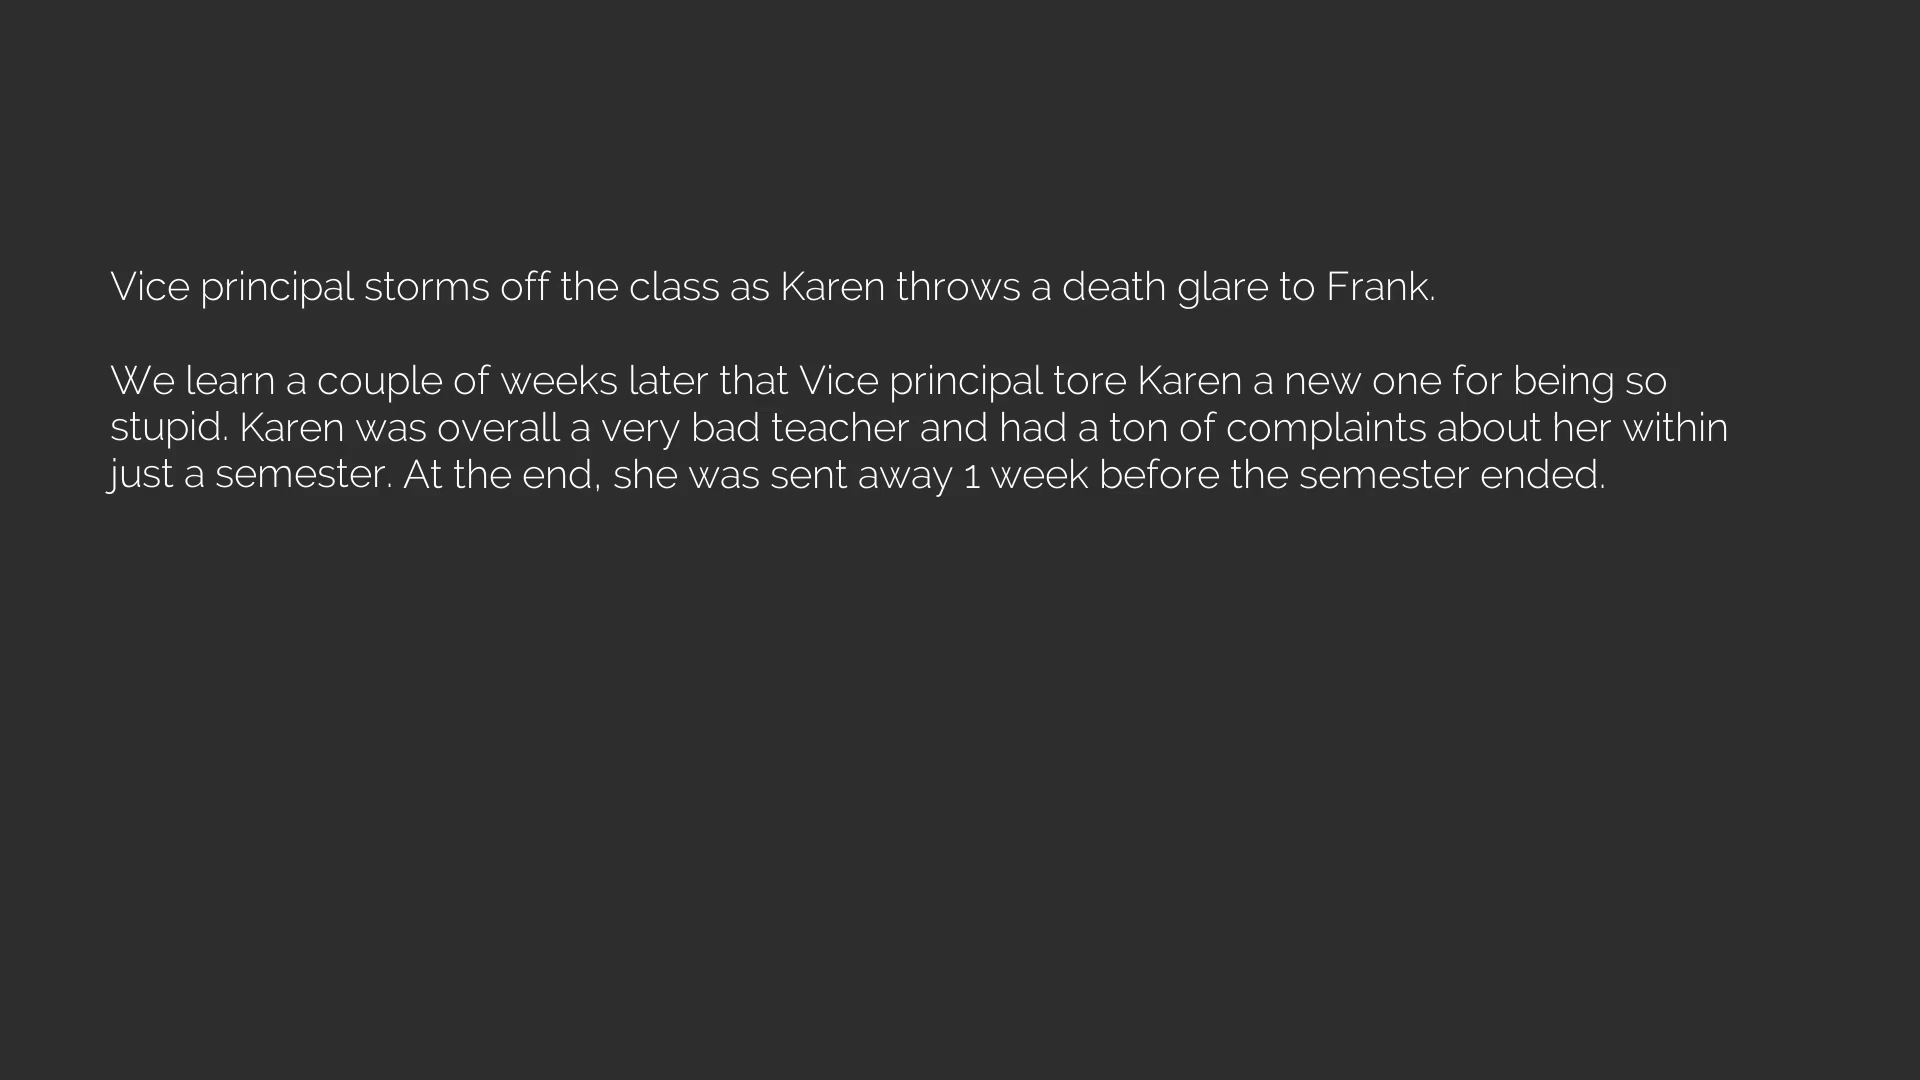 Vice principal storms off the class as Karen throws a death glare to Frank.
We learn a couple of weeks later that Vice principal tore Karen a new one for being so
stupid. Karen was overall a very bad teacher and had a ton of complaints about her within
just a semester. At the end, she was sent away 1 week before the semester ended.